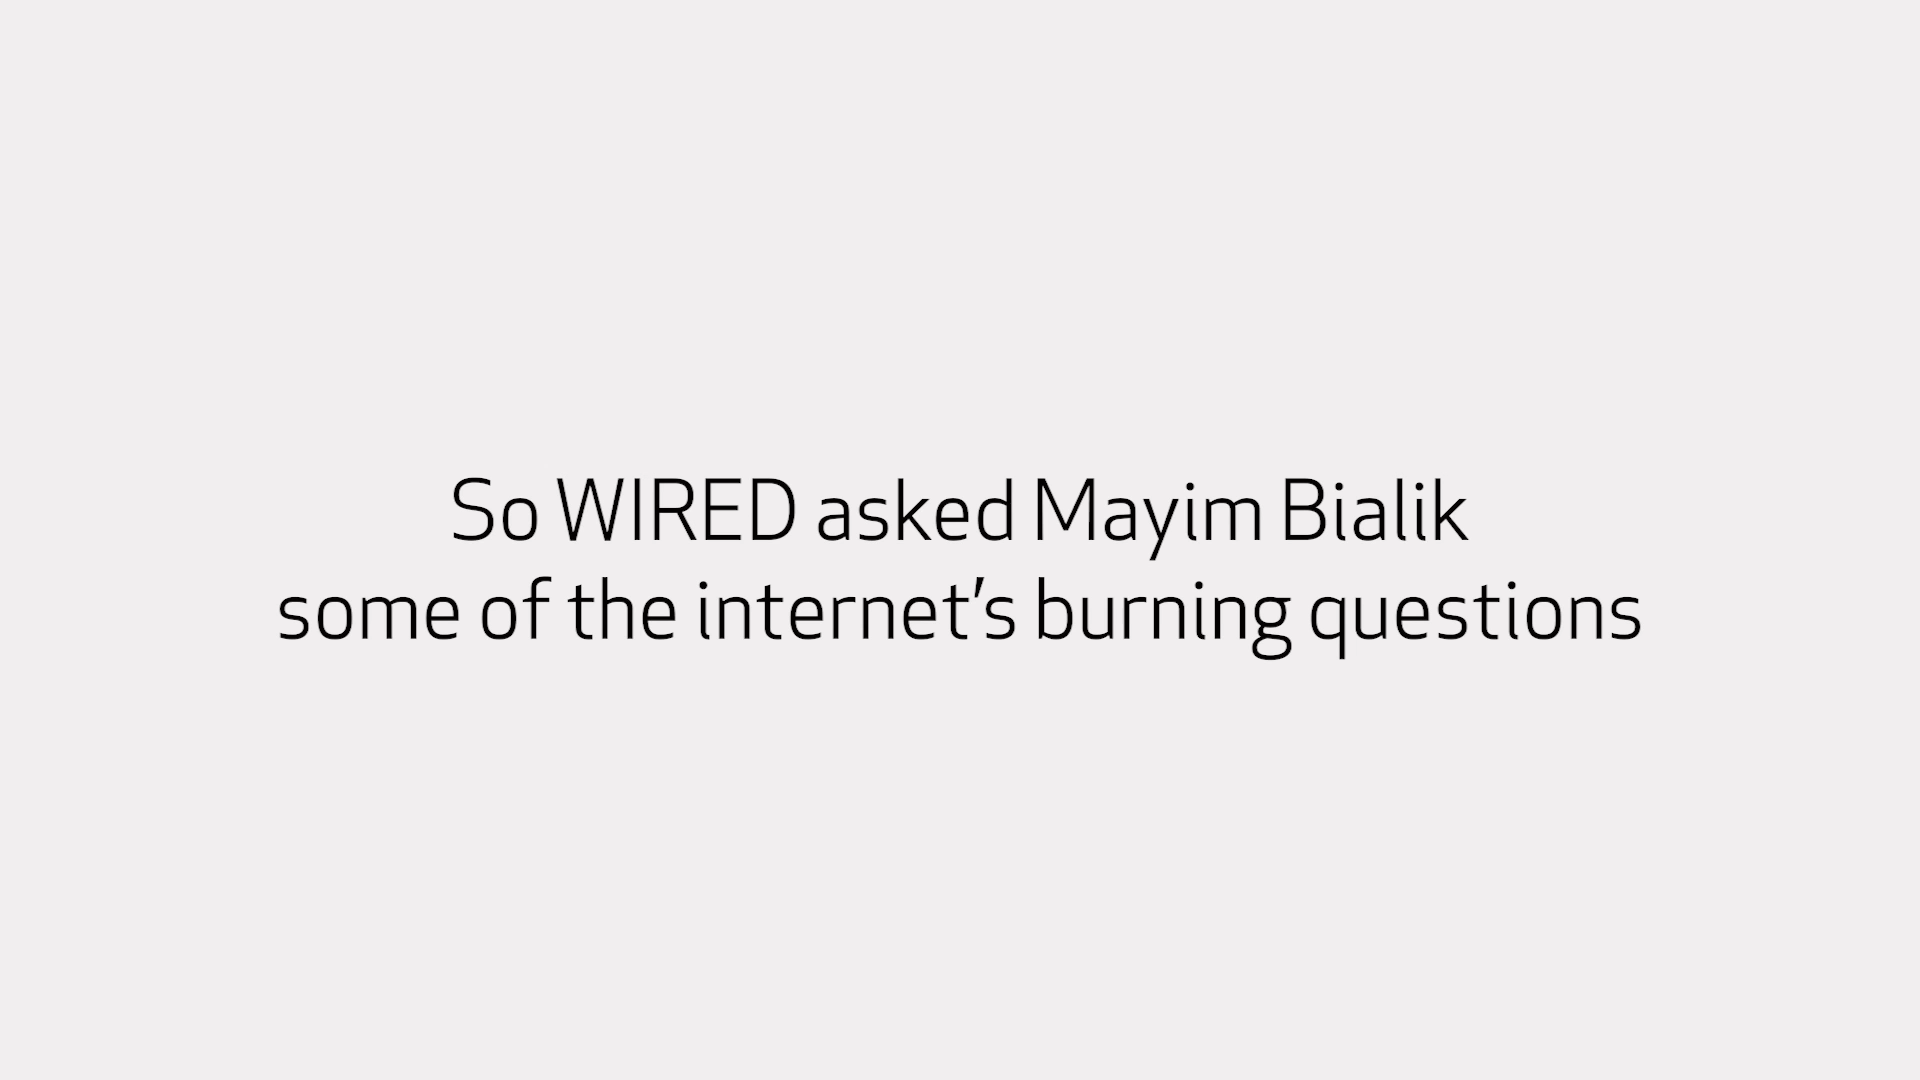 So WIRED asked Mayim Bialik
some of the internet’s burning questions